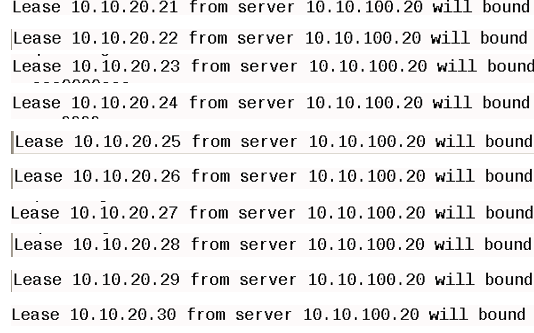 Lease 10.10.20.21 from server 10.10.100.20 will bound
Lease 10.10.20.22 from server 10.10.100.20 will bound
Lease 10.10.20.23 from server 10.10.100.20 will bound
Lease 10.10.20.24 from server 10.10.100.20 will bound
Lease 10.10.20.25 from server 10.10.100.20 will bound
Lease 10.10.20.26 from server 10.10.100.20 will bound
Lease 10.10.20.27 from server 10.10.100.20 will bound
Lease 10.10.20.28 from server 10.10.100.20 will bound
Lease 10.10.20.29 from server 10.10.100.20 will bound
Lease 10.10.20.30 from server 10.10.100.20 will bound